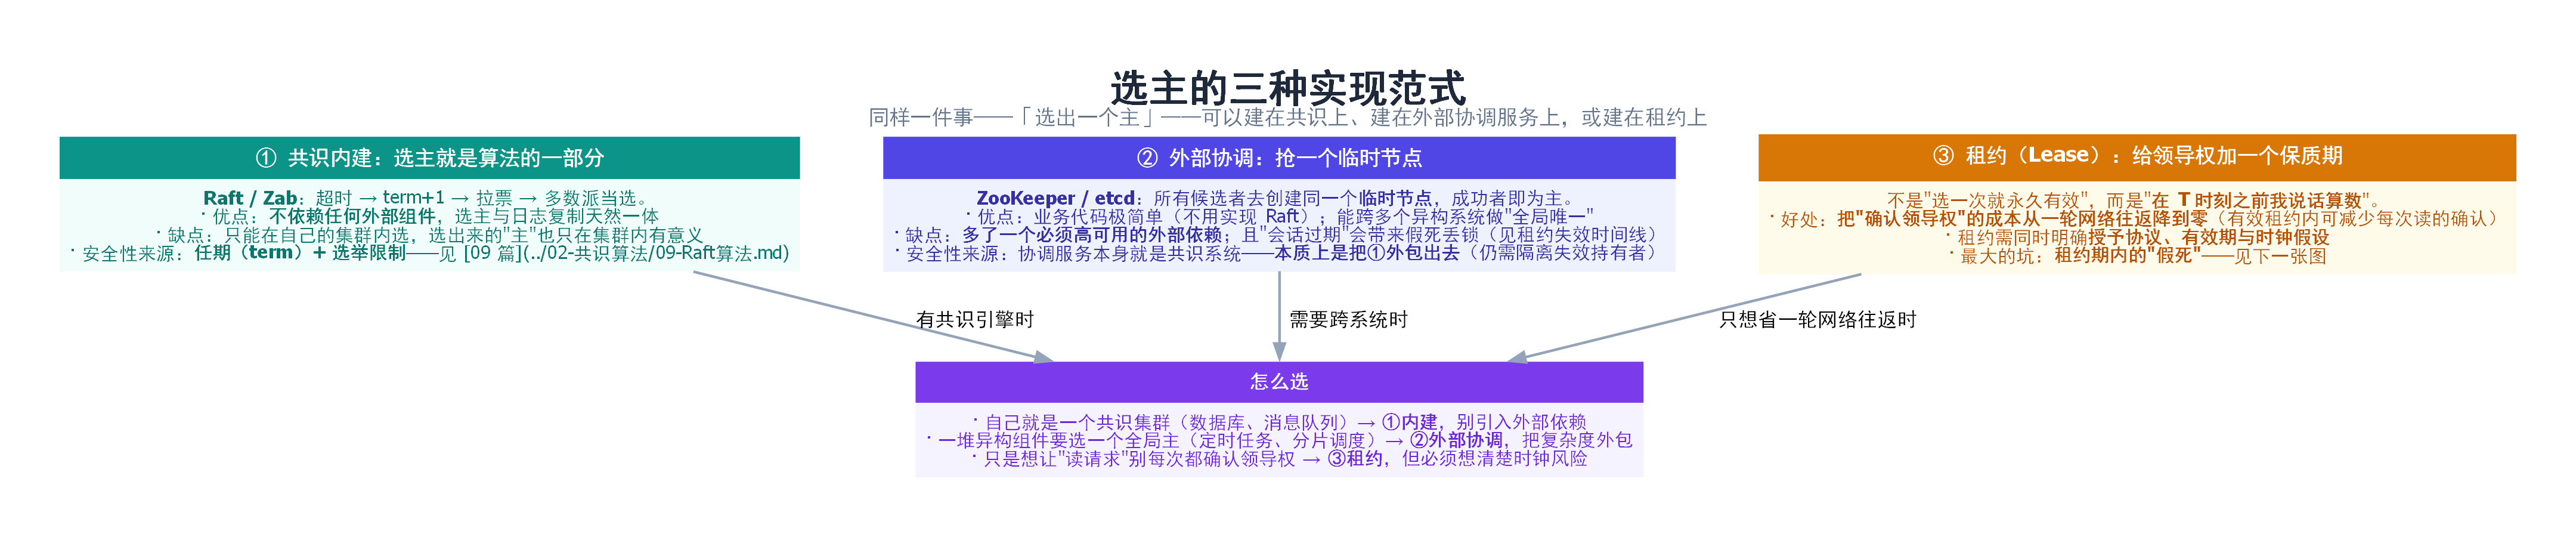 选主的三种实现范式
同样一件事——「选出一个主」——可以建在共识上、建在外部协调服务上，或建在租约上
① 共识内建：选主就是算法的一部分
Raft / Zab：超时 → term+1 → 拉票 → 多数派当选。
· 优点：不依赖任何外部组件，选主与日志复制天然一体
· 缺点：只能在自己的集群内选，选出来的"主"也只在集群内有意义
· 安全性来源：任期（term）+ 选举限制——见 [09 篇](../02-共识算法/09-Raft算法.md)
② 外部协调：抢一个临时节点
ZooKeeper / etcd：所有候选者去创建同一个临时节点，成功者即为主。
· 优点：业务代码极简单（不用实现 Raft）；能跨多个异构系统做"全局唯一"
· 缺点：多了一个必须高可用的外部依赖；且"会话过期"会带来假死丢锁（见租约失效时间线）
· 安全性来源：协调服务本身就是共识系统——本质上是把①外包出去（仍需隔离失效持有者）
③ 租约（Lease）：给领导权加一个保质期
不是"选一次就永久有效"，而是"在 T 时刻之前我说话算数"。
· 好处：把"确认领导权"的成本从一轮网络往返降到零（有效租约内可减少每次读的确认）
· 租约需同时明确授予协议、有效期与时钟假设
· 最大的坑：租约期内的"假死"——见下一张图
有共识引擎时
需要跨系统时
只想省一轮网络往返时
怎么选
· 自己就是一个共识集群（数据库、消息队列）→ ①内建，别引入外部依赖
· 一堆异构组件要选一个全局主（定时任务、分片调度）→ ②外部协调，把复杂度外包
· 只是想让"读请求"别每次都确认领导权 → ③租约，但必须想清楚时钟风险